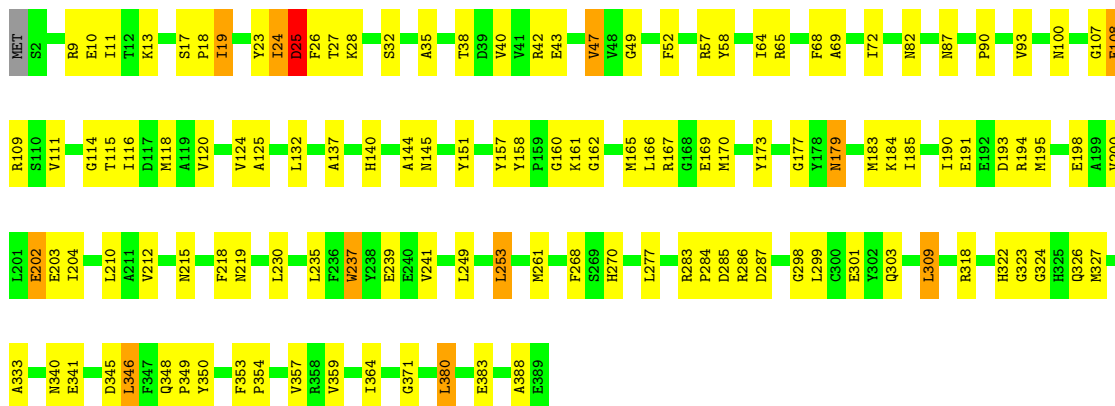 MET S2 R9 E10 I11 T12 K13 S17 P18 I19 Y23 I24 D25 F26 T27 K28 S32 A35 T38 D39 V40 V41 R42 E43 V47 V48 G49 F52 R57 Y58 I64 R65 F68 A69 I72 N82 N87 P90 V93 N100 G107 E108
R109 S110 V111 G114 T115 I116 D117 M118 A119 V120 V124 A125 L132 A137 H140 A144 N145 Y151 Y157 Y158 P159 G160 K161 G162 M165 L166 R167 G168 E169 M170 Y173 G177 Y178 N179 M183 K184 I185 I190 E191 E192 D193 R194 M195 E198 A199 V200
L201 E202 E203 I204 L210 A211 V212 N215 F218 N219 L230 L235 F236 W237 Y238 E239 E240 V241 L249 L253 M261 F268 S269 H270 L277 R283 P284 D285 R286 D287 G298 L299 C300 E301 Y302 Q303 L309 R318 H322 G323 G324 H325 Q326 M327
A333 N340 E341 D345 L346 F347 Q348 P349 Y350 F353 P354 V357 R358 V359 I364 G371 L380 E383 A388 E389